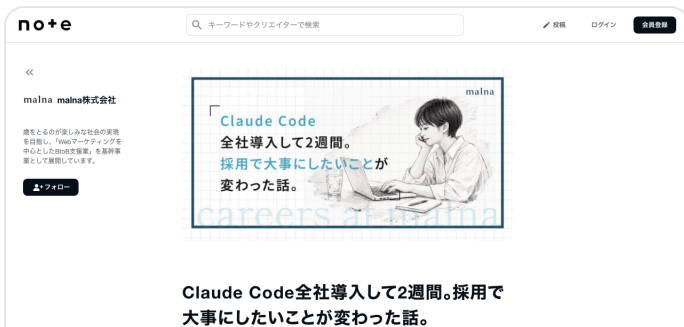 note
キーワードやクリエイターで検索
投稿
ログイン
会員登録
malna malna株式会社
歳をとるのが楽しみな社会の実現
を目指し、「Webマーケティングを
中心としたBtoB支援業」を基幹事
業として展開しています。
フォロー
malna
Claude Code
全社導入して2週間。
採用で大事にしたいことが
変わった話。
careers at malna
Claude Code全社導入して2週間。採用で
大事にしたいことが変わった話。